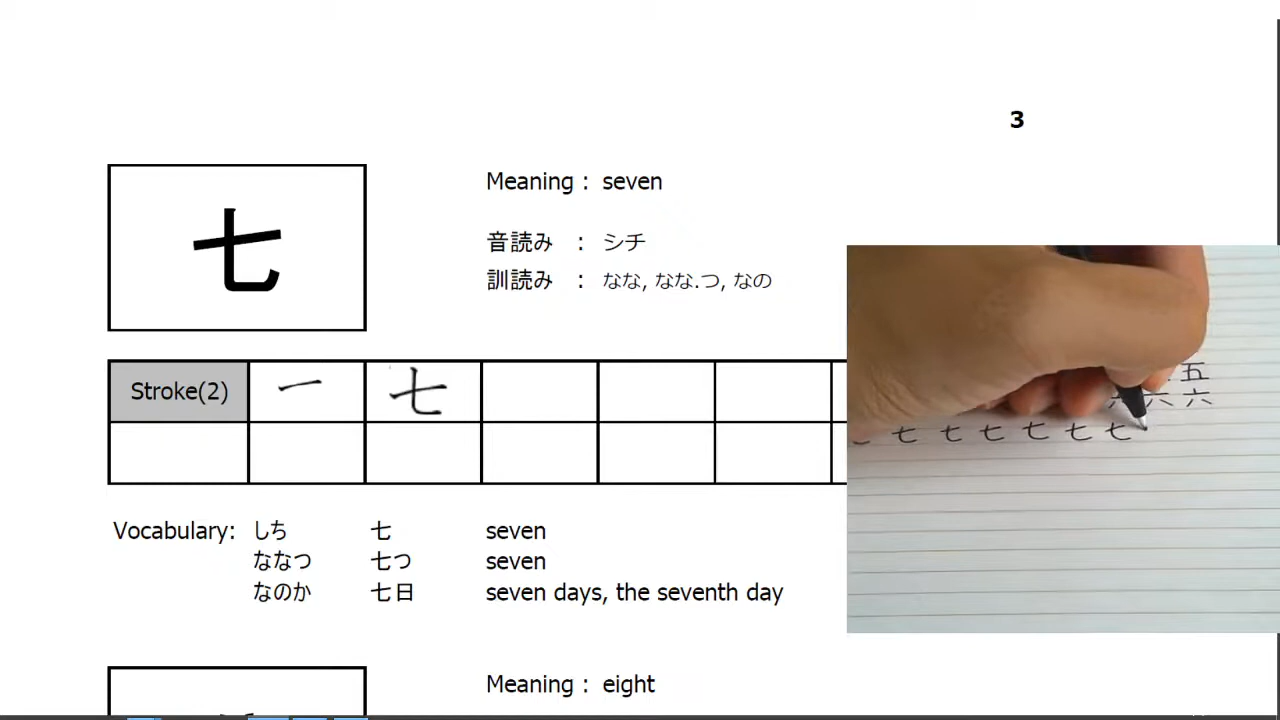 3
七
Meaning : seven
音読み : シチ
訓読み : なな, なな.つ, なの
Stroke(2) 一 七
Vocabulary: しち 七 seven
ななつ 七つ seven
なのか 七日 seven days, the seventh day
Meaning : eight
五
六 六
七 七 七 七 七 七